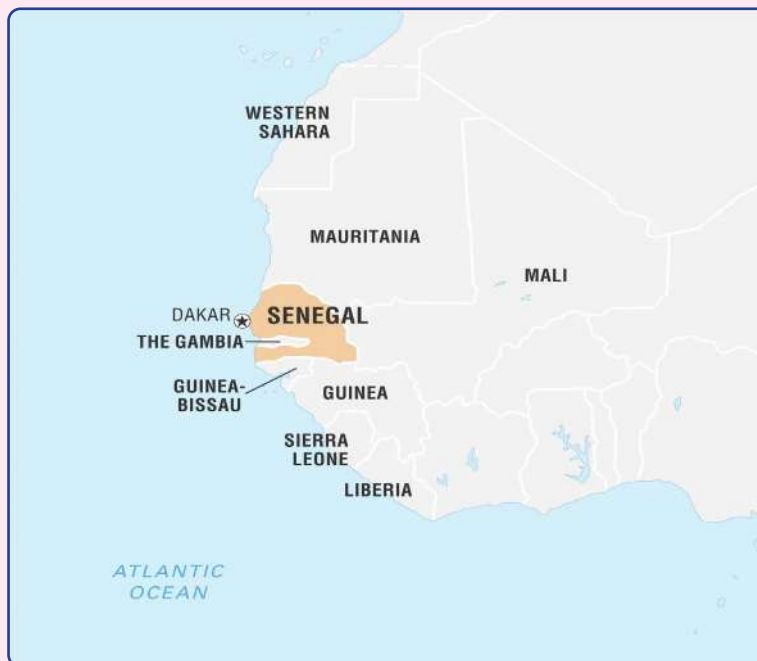 WESTERN
SAHARA
MAURITANIA
MALI
DAKAR
SENEGAL
THE GAMBIA
GUINEA-
BISSAU
GUINEA
SIERRA
LEONE
LIBERIA
ATLANTIC
OCEAN